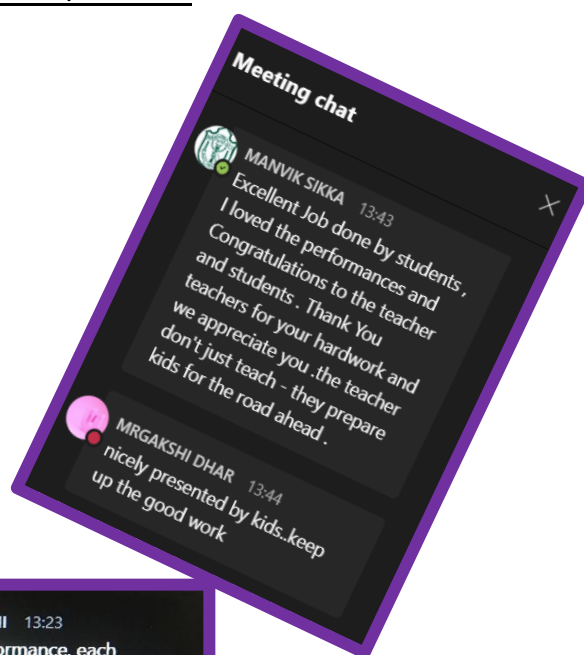 Meeting chat
MANVIK SIKKA 13:43
Excellent Job done by students ,
I loved the performances and
Congratulations to the teacher
and students . Thank You
teachers for your hardwork and
we appreciate you .the teacher
don't just teach - they prepare
kids for the road ahead .
MRGAKSHI DHAR 13:44
nicely presented by kids..keep
up the good work
13:23
each